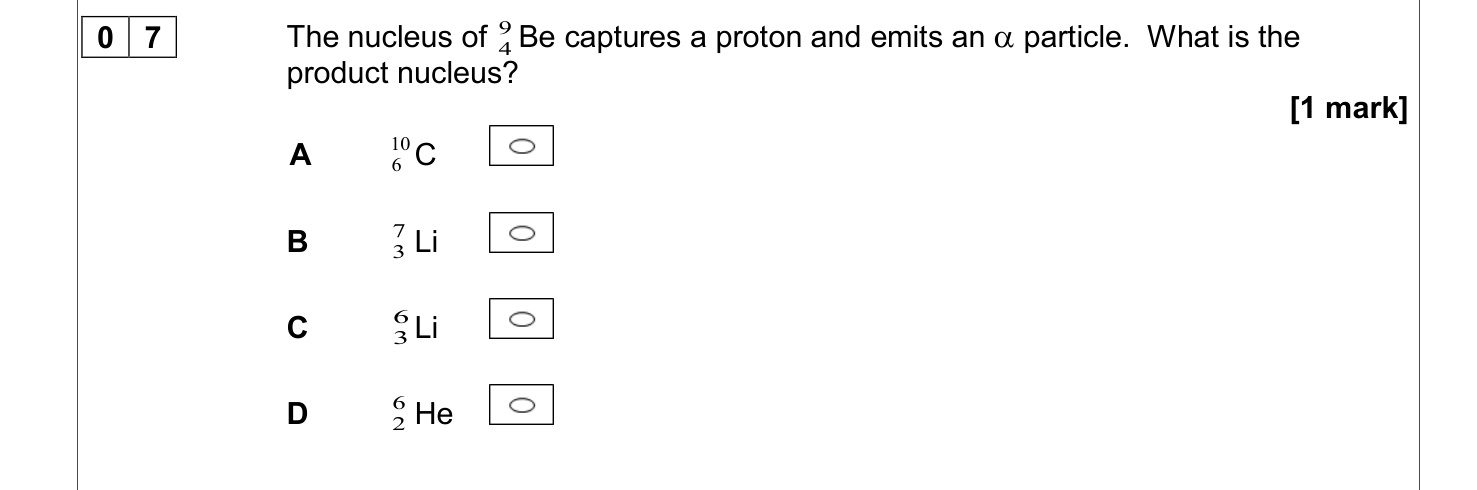 0 7 The nucleus of ⁹₄Be captures a proton and emits an α particle. What is the
product nucleus?
[1 mark]
A ¹⁰₆C
B ⁷₃Li
C ⁶₃Li
D ⁶₂He